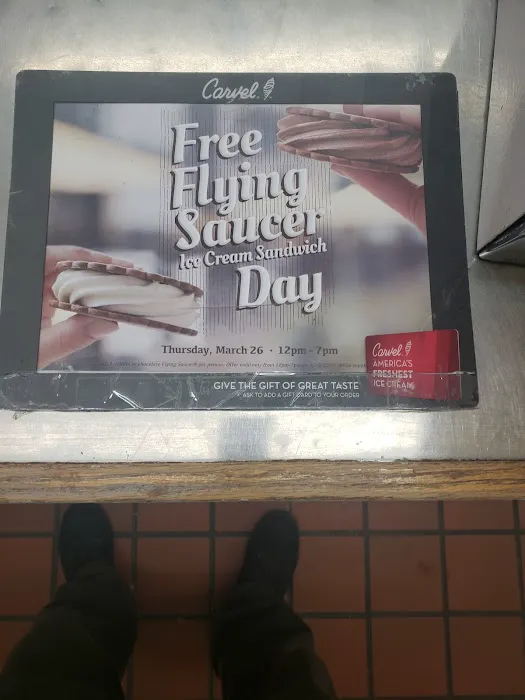 Carvel
Free
Flying
Saucer
Ice Cream Sandwich
Day
Thursday, March 26 • 12pm - 7pm
Carvel
AMERICA'S
FRESHEST
ICE CREAM
GIVE THE GIFT OF GREAT TASTE
ASK TO ADD A GIFT CARD TO YOUR ORDER